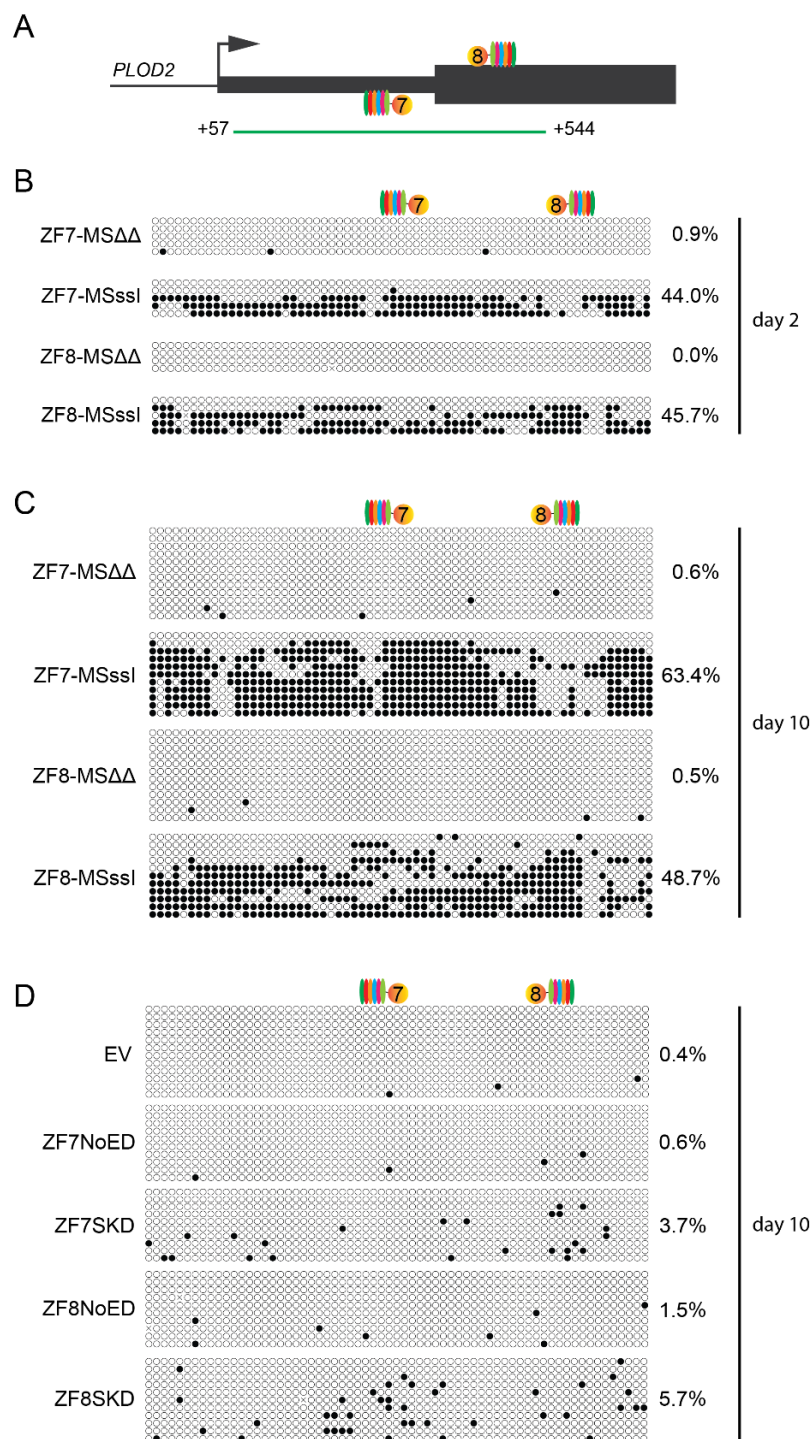 A
PLOD2
8
7
+57 +544
B
7 8
ZF7-MSΔΔ 0.9%
ZF7-MSssI 44.0%
day 2
ZF8-MSΔΔ 0.0%
ZF8-MSssI 45.7%
C
7 8
ZF7-MSΔΔ 0.6%
ZF7-MSssI 63.4%
day 10
ZF8-MSΔΔ 0.5%
ZF8-MSssI 48.7%
D
7 8
EV 0.4%
ZF7NoED 0.6%
ZF7SKD 3.7%
day 10
ZF8NoED 1.5%
ZF8SKD 5.7%